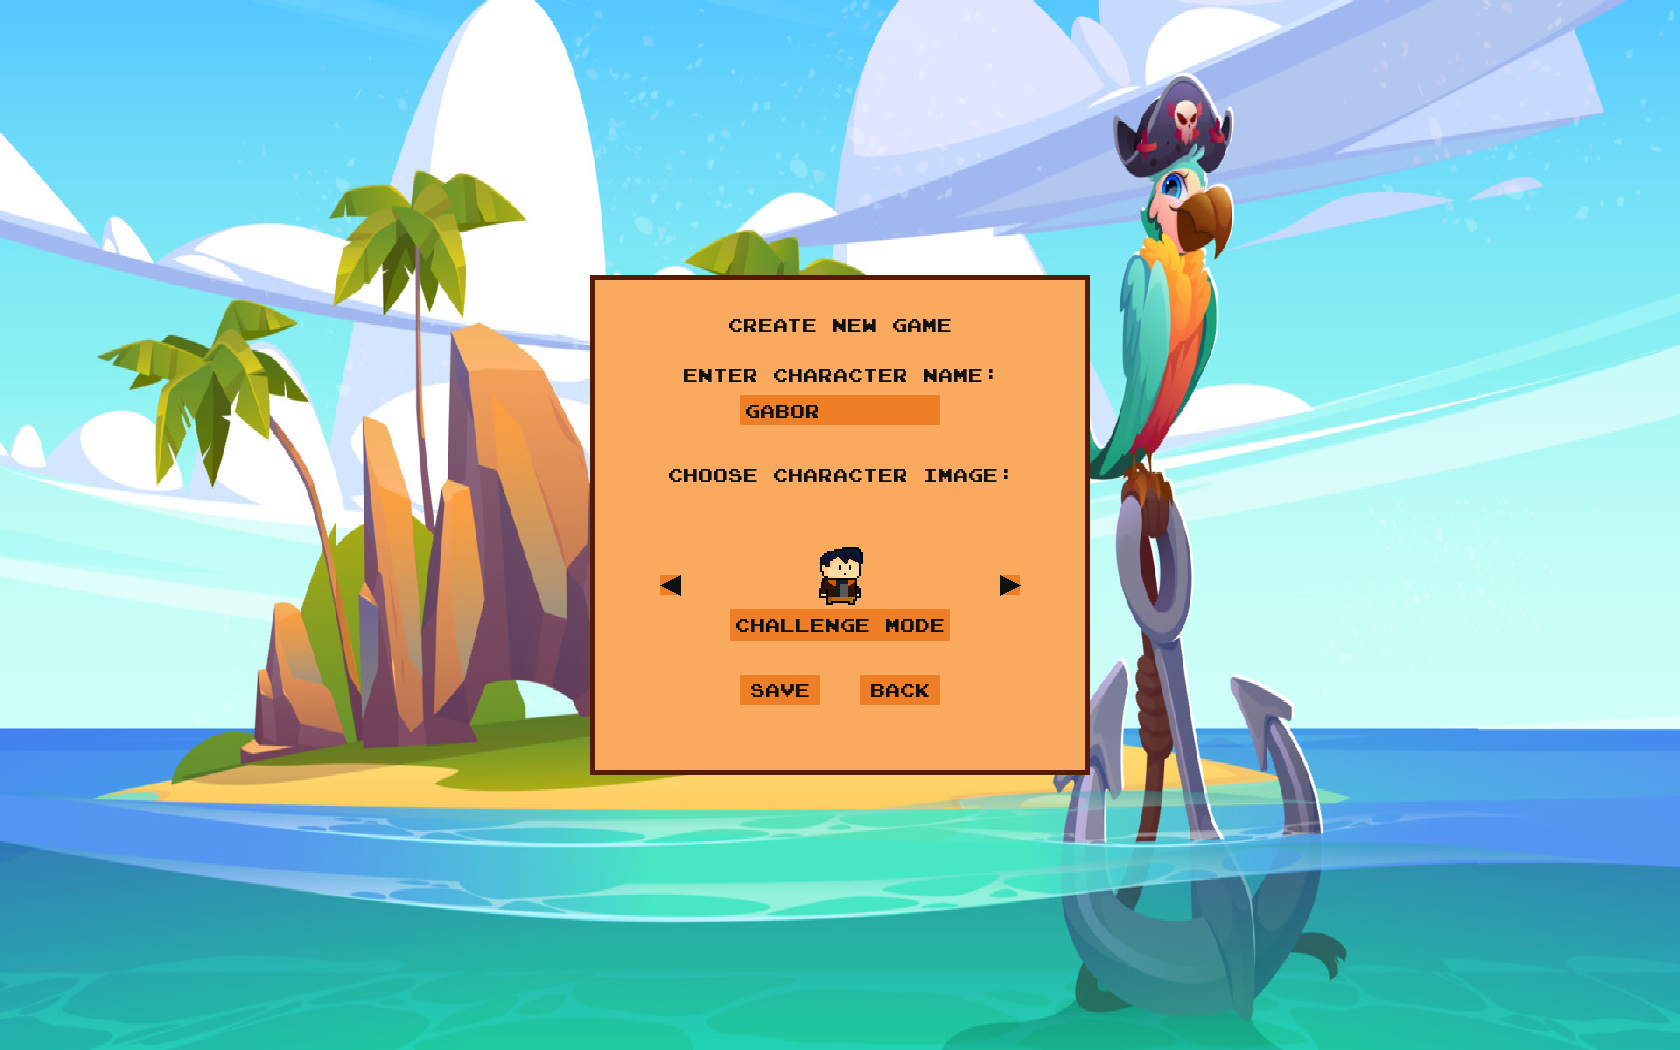 CREATE NEW GAME
ENTER CHARACTER NAME:
GABOR
CHOOSE CHARACTER IMAGE:
CHALLENGE MODE
SAVE BACK